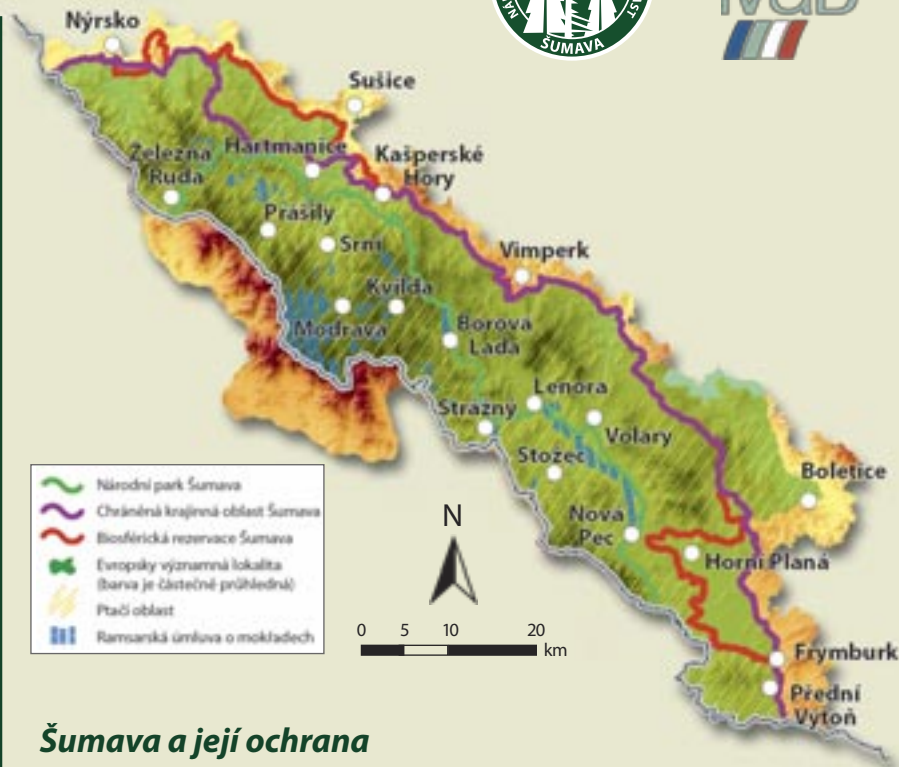 ŠUMAVA
Nýrsko
Sušice
Železná
Ruda
Hartmanice
Kašperské
Hory
Prášily
Srní
Vimperk
Kvilda
Modrava
Borová
Lada
Lenora
Strážný
Volary
Stožec
Boletice
Nová
Pec
Horní Planá
Frymburk
Přední
Výtoň
Národní park Šumava
Chráněná krajinná oblast Šumava
Biosférická rezervace Šumava
Evropsky významná lokalita
(barva je částečně průhledná)
Ptačí oblast
Ramsarská úmluva o mokřadech
N
0 5 10 20
km
Šumava a její ochrana